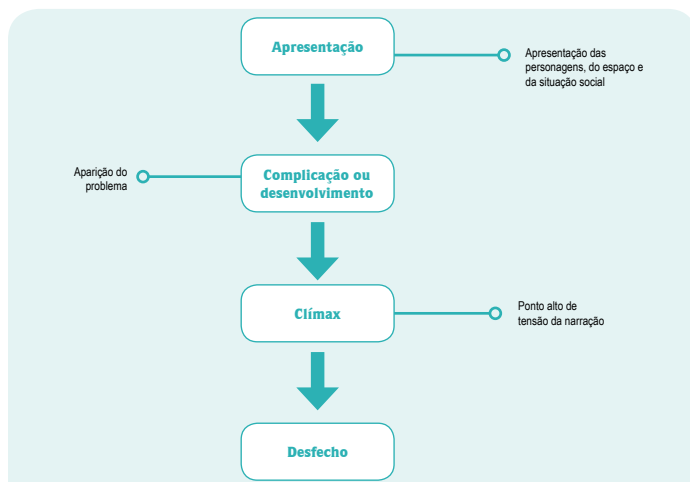 Apresentação
Apresentação das
personagens, do espaço e
da situação social
Aparição do
problema
Complicação ou
desenvolvimento
Clímax
Ponto alto de
tensão da narração
Desfecho